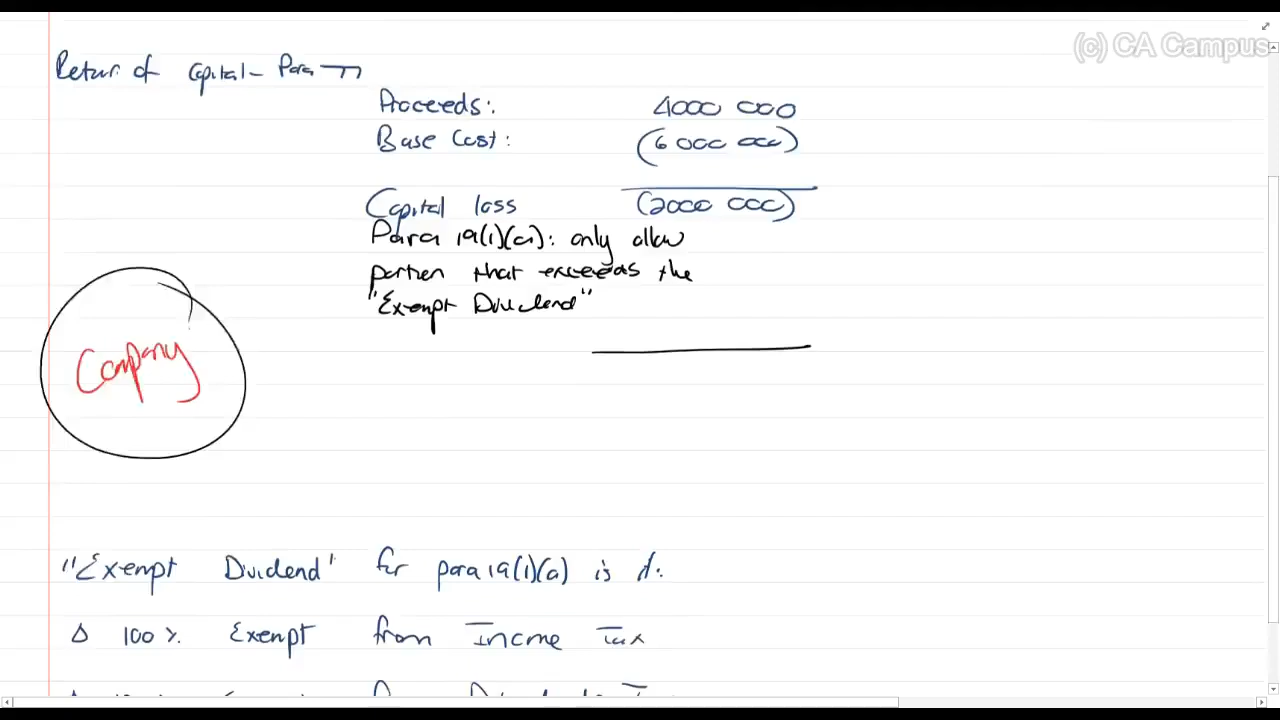 (c) CA Campus
Return of Capital - Para 77
Proceeds: 4000 000
Base Cost: (6 000 000)
Capital loss (2000 000)
Para 19(1)(a): only allow
portion that exceeds the
"Exempt Dividend"
Company
"Exempt Dividend" for para 19(1)(a) is if:
Δ 100% Exempt from Income Tax